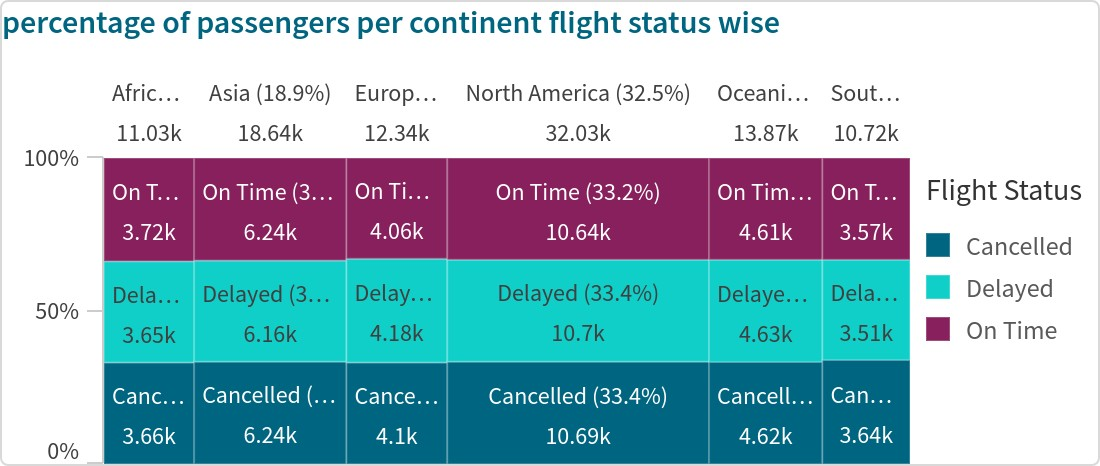 percentage of passengers per continent flight status wise
Afric… Asia (18.9%) Europ… North America (32.5%) Oceani… Sout…
11.03k 18.64k 12.34k 32.03k 13.87k 10.72k
100%
On T… On Time (3… On Ti… On Time (33.2%) On Tim… On T…
3.72k 6.24k 4.06k 10.64k 4.61k 3.57k
Dela… Delayed (3… Delay… Delayed (33.4%) Delaye… Dela…
50%
3.65k 6.16k 4.18k 10.7k 4.63k 3.51k
Canc… Cancelled (… Cance… Cancelled (33.4%) Cancell… Can…
3.66k 6.24k 4.1k 10.69k 4.62k 3.64k
0%
Flight Status
Cancelled
Delayed
On Time